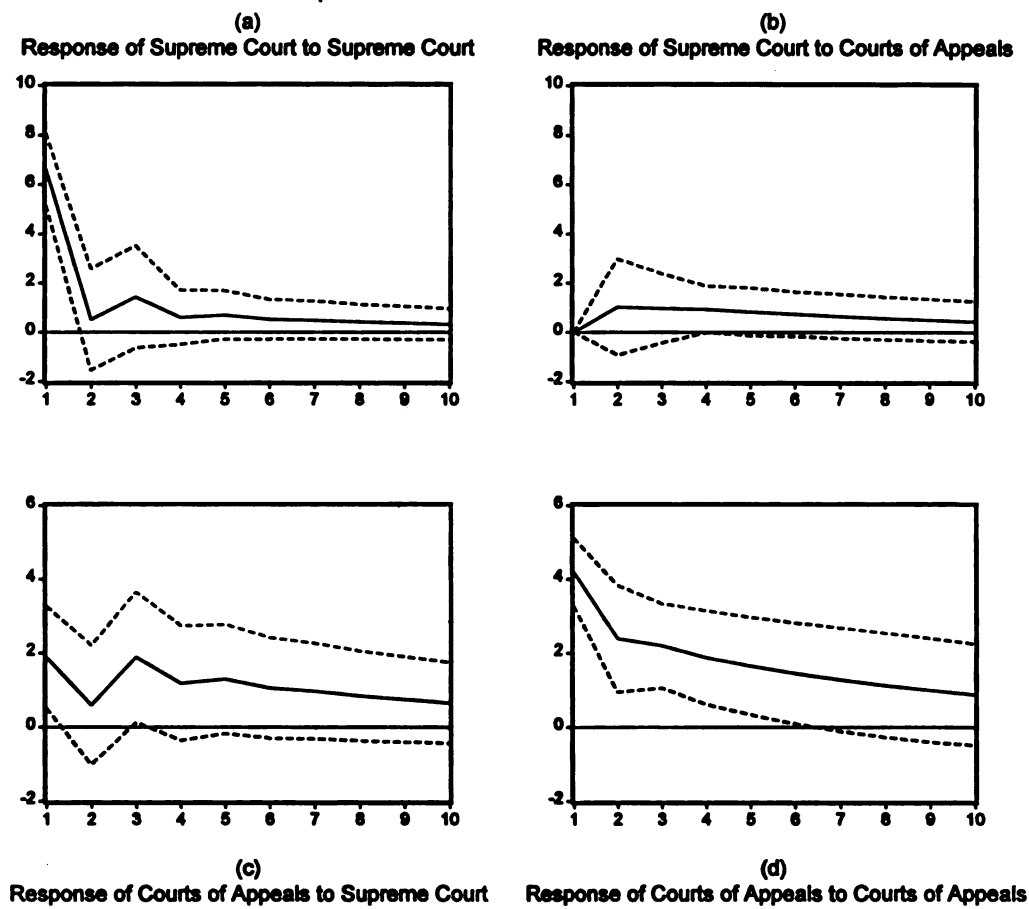 (a)
Response of Supreme Court to Supreme Court
(b)
Response of Supreme Court to Courts of Appeals
10
8
6
4
2
0
-2
1 2 3 4 5 6 7 8 9 10
10
8
6
4
2
0
-2
1 2 3 4 5 6 7 8 9 10
6
4
2
0
-2
1 2 3 4 5 6 7 8 9 10
6
4
2
0
-2
1 2 3 4 5 6 7 8 9 10
(c)
Response of Courts of Appeals to Supreme Court
(d)
Response of Courts of Appeals to Courts of Appeals